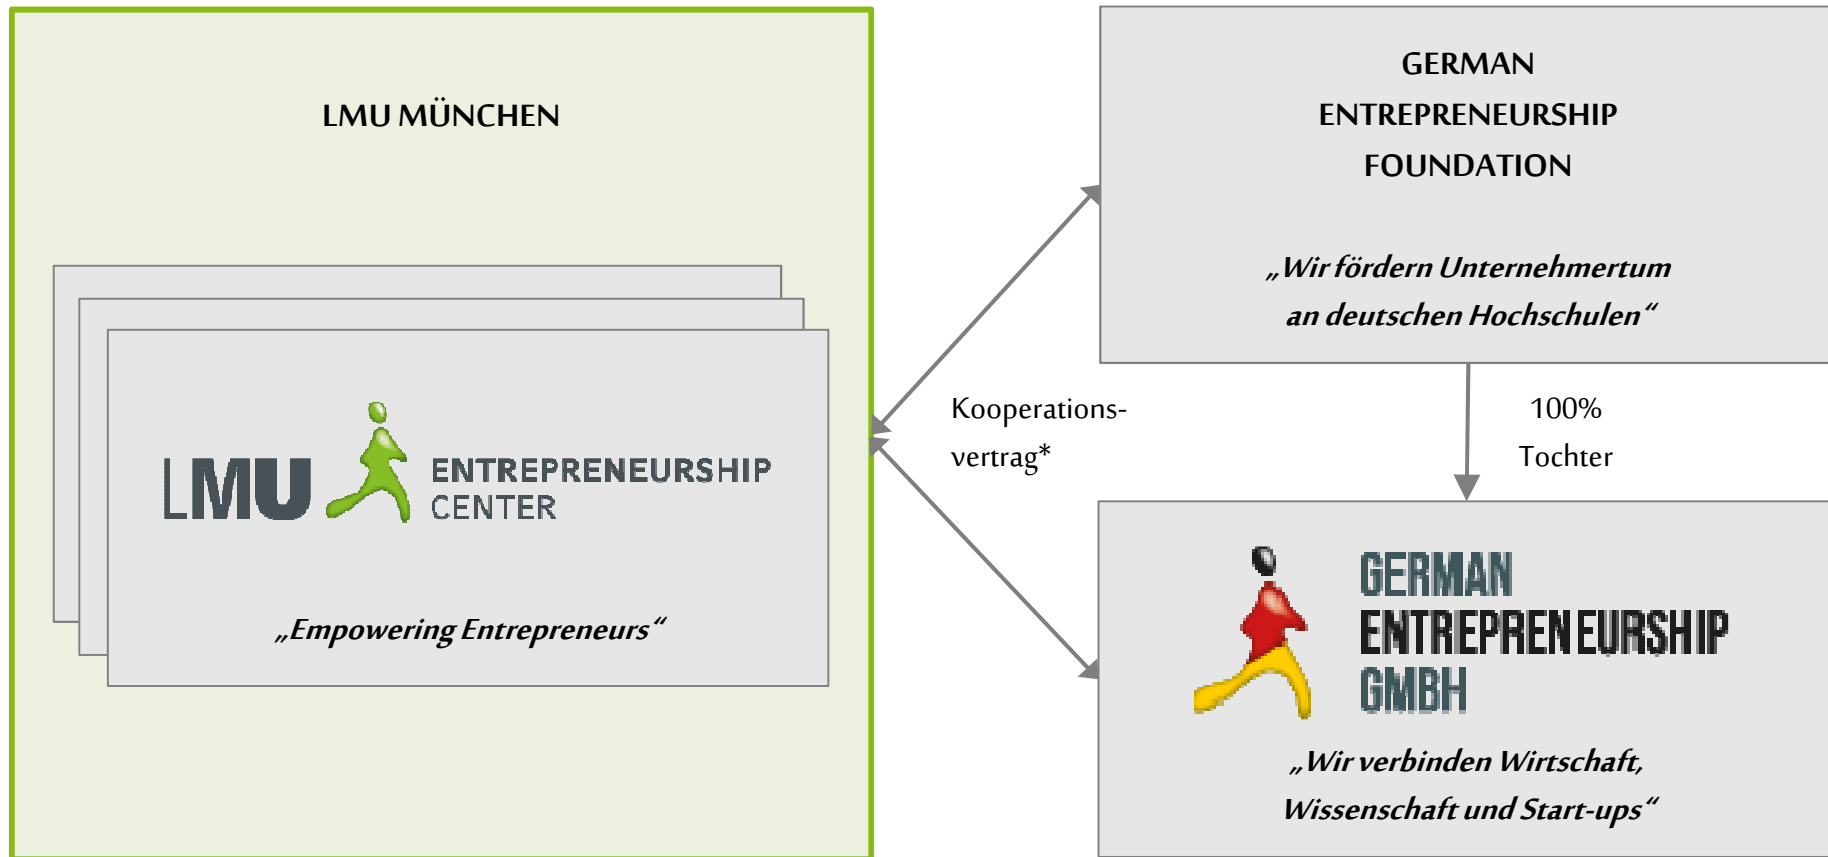 LMU MÜNCHEN
LMU ENTREPRENEURSHIP
CENTER
„Empowering Entrepreneurs“
Kooperations-
vertrag*
GERMAN
ENTREPRENEURSHIP
FOUNDATION
„Wir fördern Unternehmertum
an deutschen Hochschulen“
100%
Tochter
GERMAN
ENTREPRENEURSHIP
GMBH
„Wir verbinden Wirtschaft,
Wissenschaft und Start-ups“